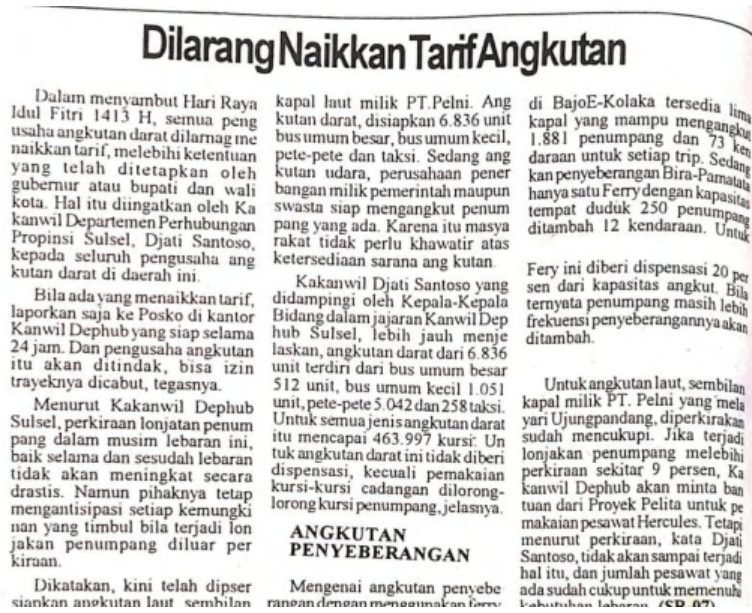 Dilarang Naikkan Tarif Angkutan
Dalam menyambut Hari Raya
Idul Fitri 1413 H, semua peng
usaha angkutan darat dilarnag me
naikkan tarif, melebihi ketentuan
yang telah ditetapkan oleh
gubernur atau bupati dan wali
kota. Hal itu diingatkan oleh Ka
kanwil Departemen Perhubungan
Propinsi Sulsel, Djati Santoso,
kepada seluruh pengusaha ang
kutan darat di daerah ini.
Bila ada yang menaikkan tarif,
laporkan saja ke Posko di kantor
Kanwil Dephub yang siap selama
24 jam. Dan pengusaha angkutan
itu akan ditindak, bisa izin
trayeknya dicabut, tegasnya.
Menurut Kakanwil Dephub
Sulsel, perkiraan lonjatan penum
pang dalam musim lebaran ini,
baik selama dan sesudah lebaran
tidak akan meningkat secara
drastis. Namun pihaknya tetap
mengantisipasi setiap kemungki
nan yang timbul bila terjadi lon
jakan penumpang diluar per
kiraan.
Dikatakan, kini telah dipser
siapkan angkutan laut sembilan
kapal laut milik PT.Pelni. Ang
kutan darat, disiapkan 6.836 unit
bus umum besar, bus umum kecil,
pete-pete dan taksi. Sedang ang
kutan udara, perusahaan pener
bangan milik pemerintah maupun
swasta siap mengangkut penum
pang yang ada. Karena itu masya
rakat tidak perlu khawatir atas
ketersediaan sarana ang kutan.
Kakanwil Djati Santoso yang
didampingi oleh Kepala-Kepala
Bidang dalam jajaran Kanwil Dep
hub Sulsel, lebih jauh menje
laskan, angkutan darat dari 6.836
unit terdiri dari bus umum besar
512 unit, bus umum kecil 1.051
unit, pete-pete 5.042 dan 258 taksi.
Untuk semua jenis angkutan darat
itu mencapai 463.997 kursi. Un
tuk angkutan darat ini tidak diberi
dispensasi, kecuali pemakaian
kursi-kursi cadangan dilorong-
lorong kursi penumpang, jelasnya.
ANGKUTAN
PENYEBERANGAN
Mengenai angkutan penyebe
rangan dengan menggunakan ferry
di BajoE-Kolaka tersedia lima
kapal yang mampu mengangkut
1.881 penumpang dan 73 ken
daraan untuk setiap trip. Sedang
kan penyeberangan Bira-Pamatata
hanya satu Ferry dengan kapasitas
tempat duduk 250 penumpang
ditambah 12 kendaraan. Untuk
Fery ini diberi dispensasi 20 per
sen dari kapasitas angkut. Bila
ternyata penumpang masih lebih
frekuensi penyeberangannya akan
ditambah.
Untuk angkutan laut, sembilan
kapal milik PT. Pelni yang mela
yari Ujungpandang, diperkirakan
sudah mencukupi. Jika terjadi
lonjakan penumpang melebihi
perkiraan sekitar 9 persen, Ka
kanwil Dephub akan minta ban
tuan dari Proyek Pelita untuk pe
makaian pesawat Hercules. Tetapi
menurut perkiraan, kata Djati
Santoso, tidak akan sampai terjadi
hal itu, dan jumlah pesawat yang
ada sudah cukup untuk memenuhi
kebutuhan lebaran. (SP-07)